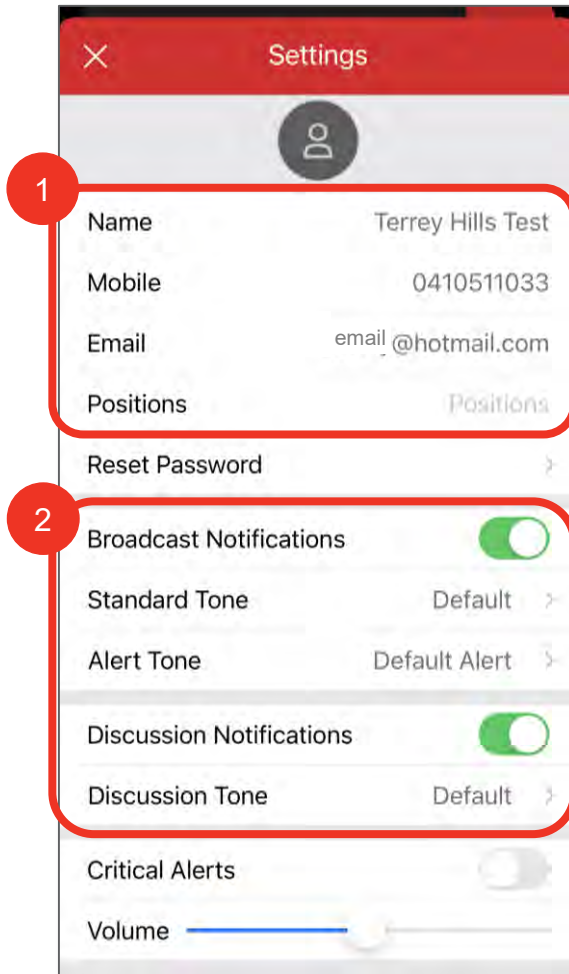 Settings
1
Name Terrey Hills Test
Mobile 0410511033
Email email @hotmail.com
Positions Positions
Reset Password
2
Broadcast Notifications
Standard Tone Default
Alert Tone Default Alert
Discussion Notifications
Discussion Tone Default
Critical Alerts
Volume